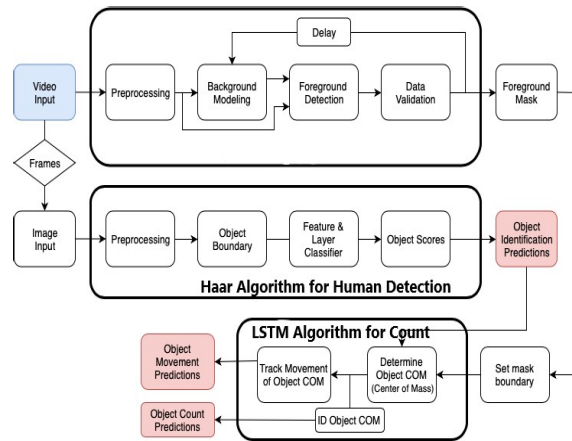 Delay
Video
Input
Preprocessing
Background
Modeling
Foreground
Detection
Data
Validation
Foreground
Mask
Frames
Image
Input
Preprocessing
Object
Boundary
Feature &
Layer
Classifier
Object Scores
Object
Identification
Predictions
Haar Algorithm for Human Detection
LSTM Algorithm for Count
Object
Movement
Predictions
Track Movement
of Object COM
Determine
Object COM
(Center of Mass)
Set mask
boundary
Object Count
Predictions
ID Object COM